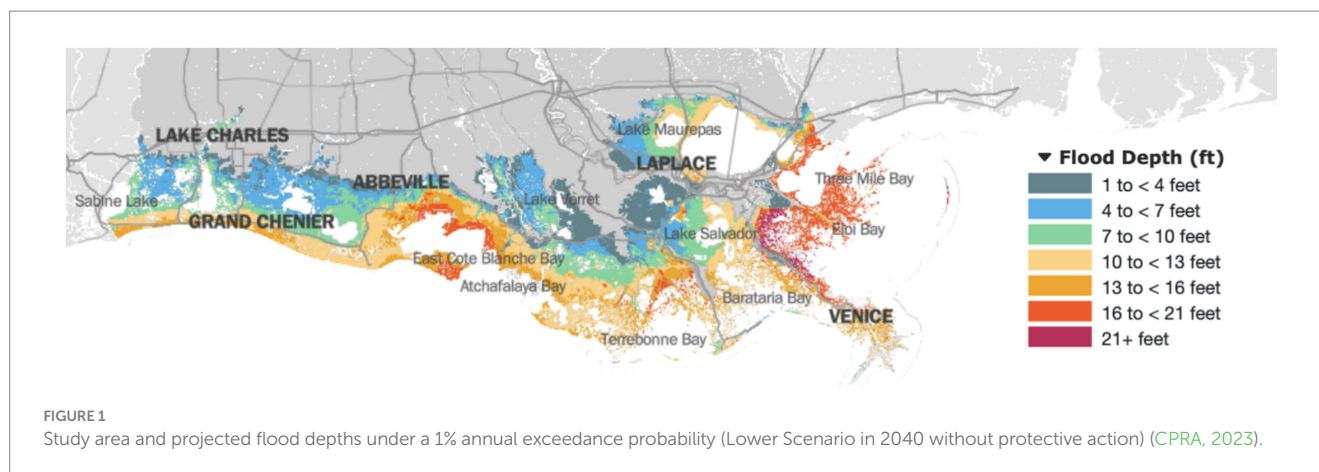 Lake Maurepas
LAKE CHARLES
LAPLACE
▼ Flood Depth (ft)
ABBEVILLE
Three Mile Bay
1 to < 4 feet
Sabine Lake
Lake Verret
4 to < 7 feet
GRAND CHENIER
Lake Salvador
Eloi Bay
7 to < 10 feet
East Cote Blanche Bay
10 to < 13 feet
Atchafalaya Bay
Barataria Bay
13 to < 16 feet
VENICE
16 to < 21 feet
Terrebonne Bay
21+ feet
FIGURE 1
Study area and projected flood depths under a 1% annual exceedance probability (Lower Scenario in 2040 without protective action) (CPRA, 2023).